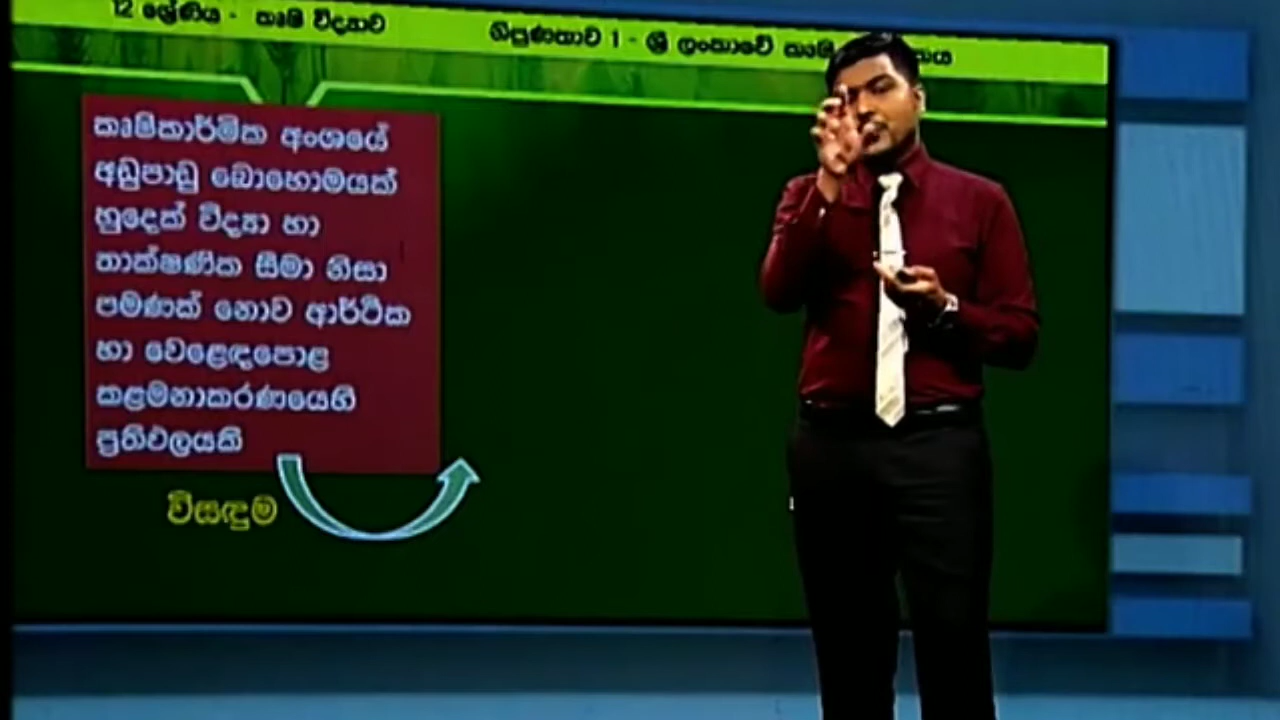 12 ශ්‍රේණිය - කෘෂි විද්‍යාව
නිපුණතාව 1 - ශ්‍රී ලංකාවේ කෘෂි
කෘෂිකාර්මික අංශයේ
අඩුපාඩු බොහොමයක්
හුදෙක් විද්‍යා හා
තාක්ෂණික සීමා නිසා
පමණක් නොව ආර්ථික
හා වෙළෙඳපොළ
කළමනාකරණයෙහි
ප්‍රතිඵලයකි
විසඳුම